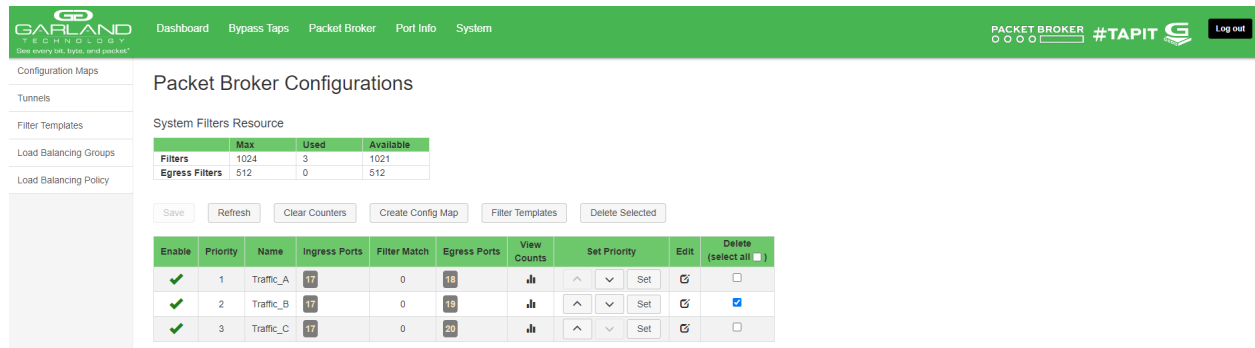 GARLAND
TECHNOLOGY
See every bit, byte, and packet®
Dashboard Bypass Taps Packet Broker Port Info System
PACKET BROKER #TAPIT
Log out
Configuration Maps
Tunnels
Filter Templates
Load Balancing Groups
Load Balancing Policy
Packet Broker Configurations
System Filters Resource
Max Used Available
Filters 1024 3 1021
Egress Filters 512 0 512
Save Refresh Clear Counters Create Config Map Filter Templates Delete Selected
Enable Priority Name Ingress Ports Filter Match Egress Ports View Counts Set Priority Edit Delete (select all )
1 Traffic_A 17 0 18 Set
2 Traffic_B 17 0 19 Set
3 Traffic_C 17 0 20 Set